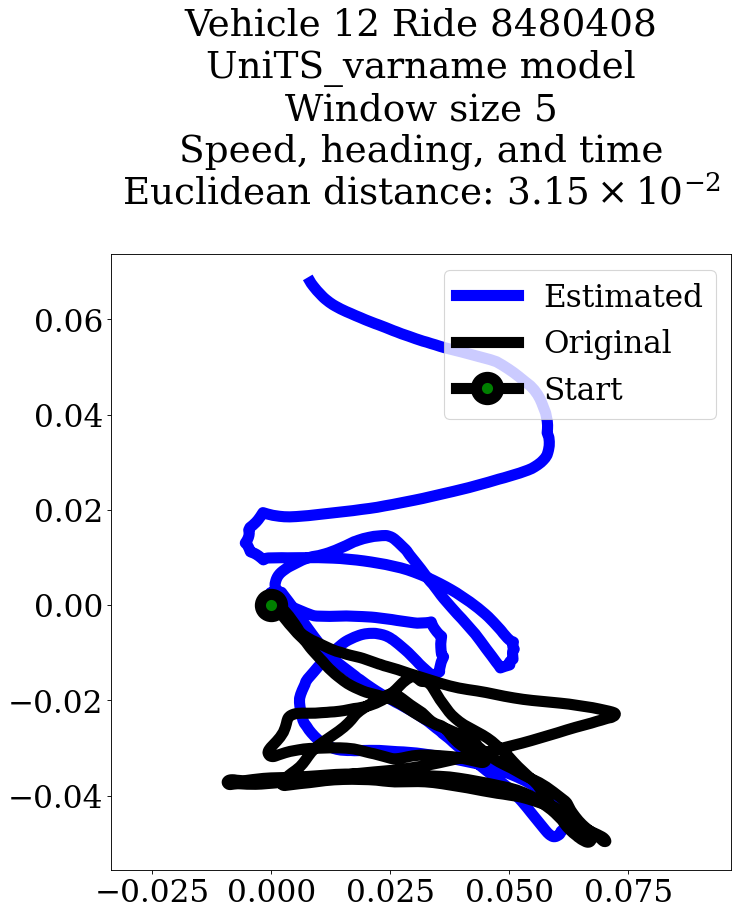 Vehicle 12 Ride 8480408
UniTS_varname model
Window size 5
Speed, heading, and time
Euclidean distance: 3.15 × 10⁻²
Estimated
Original
Start
0.06
0.04
0.02
0.00
−0.02
−0.04
−0.025 0.000 0.025 0.050 0.075